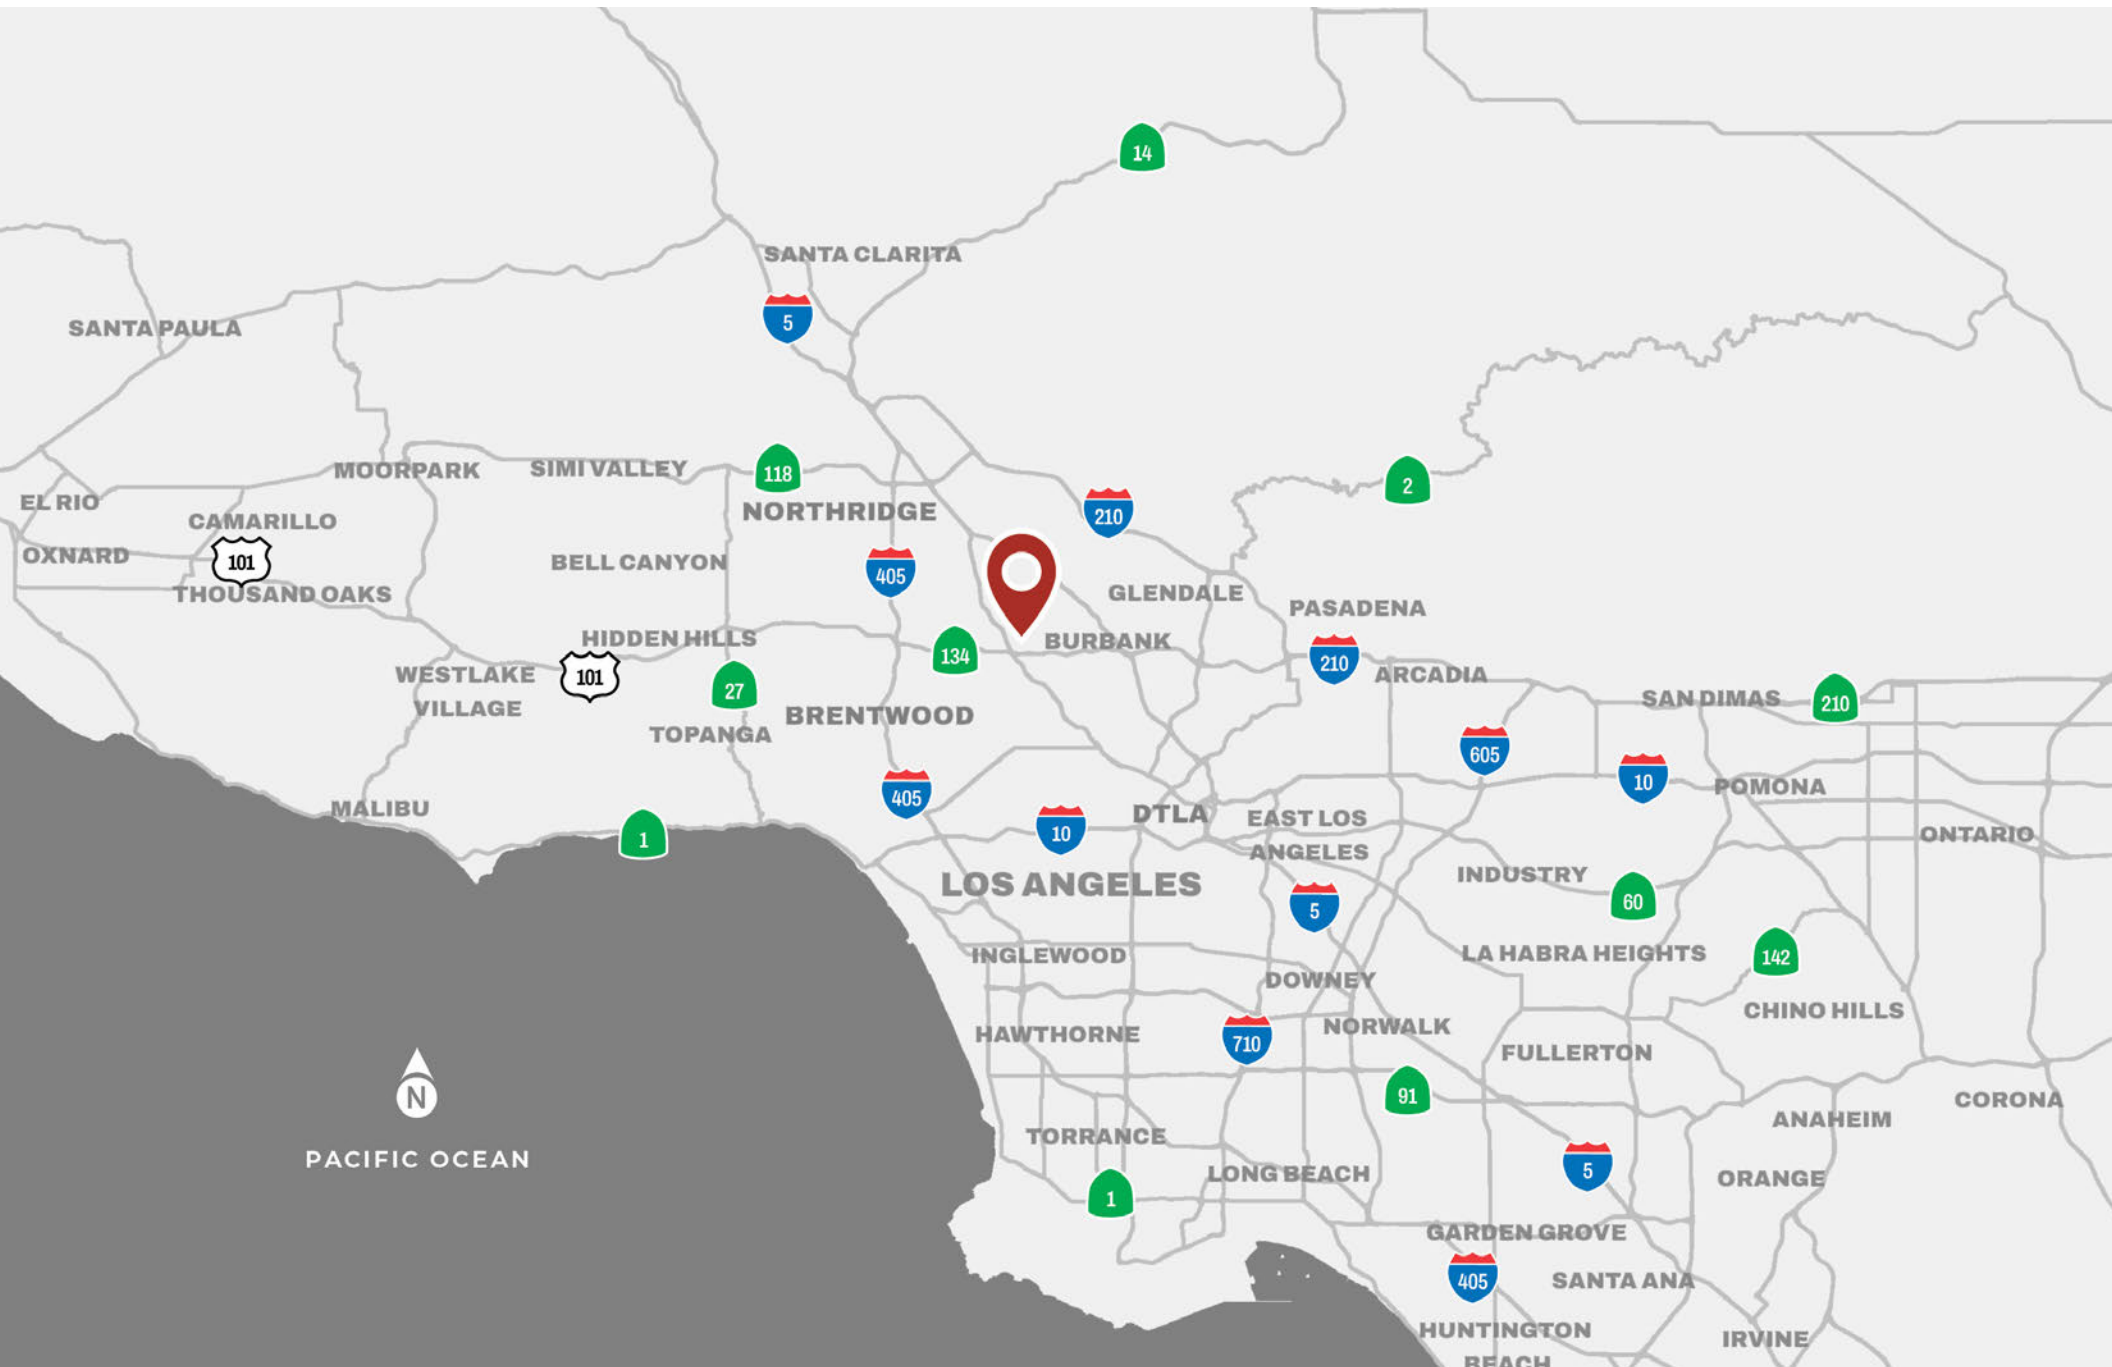 14
SANTA CLARITA
5
SANTA PAULA
MOORPARK
SIMI VALLEY
118
2
EL RIO
NORTHRIDGE
210
CAMARILLO
OXNARD
101
BELL CANYON
405
THOUSAND OAKS
GLENDALE
PASADENA
HIDDEN HILLS
134
BURBANK
210
WESTLAKE
VILLAGE
101
27
ARCADIA
SAN DIMAS
210
BRENTWOOD
TOPANGA
605
10
POMONA
405
MALIBU
1
10
DTLA
EAST LOS
ANGELES
ONTARIO
LOS ANGELES
INDUSTRY
60
5
INGLEWOOD
LA HABRA HEIGHTS
142
DOWNEY
CHINO HILLS
HAWTHORNE
710
NORWALK
FULLERTON
N
91
CORONA
ANAHEIM
PACIFIC OCEAN
TORRANCE
LONG BEACH
5
ORANGE
1
GARDEN GROVE
405
SANTA ANA
HUNTINGTON
BEACH
IRVINE